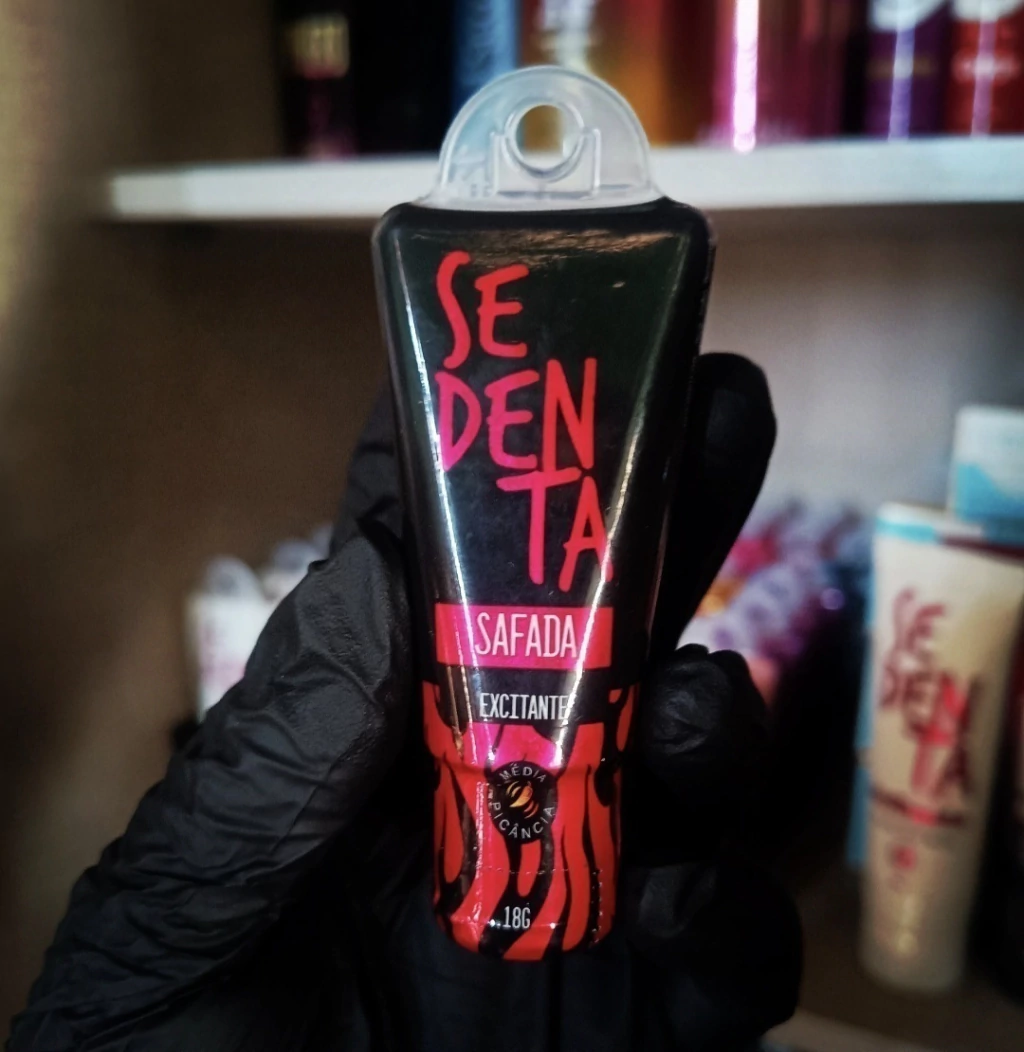 SE
DEN
TA
SAFADA
EXCITANTE
MÉDIA
PICÂNCIA
18G
SE
DEN
TA